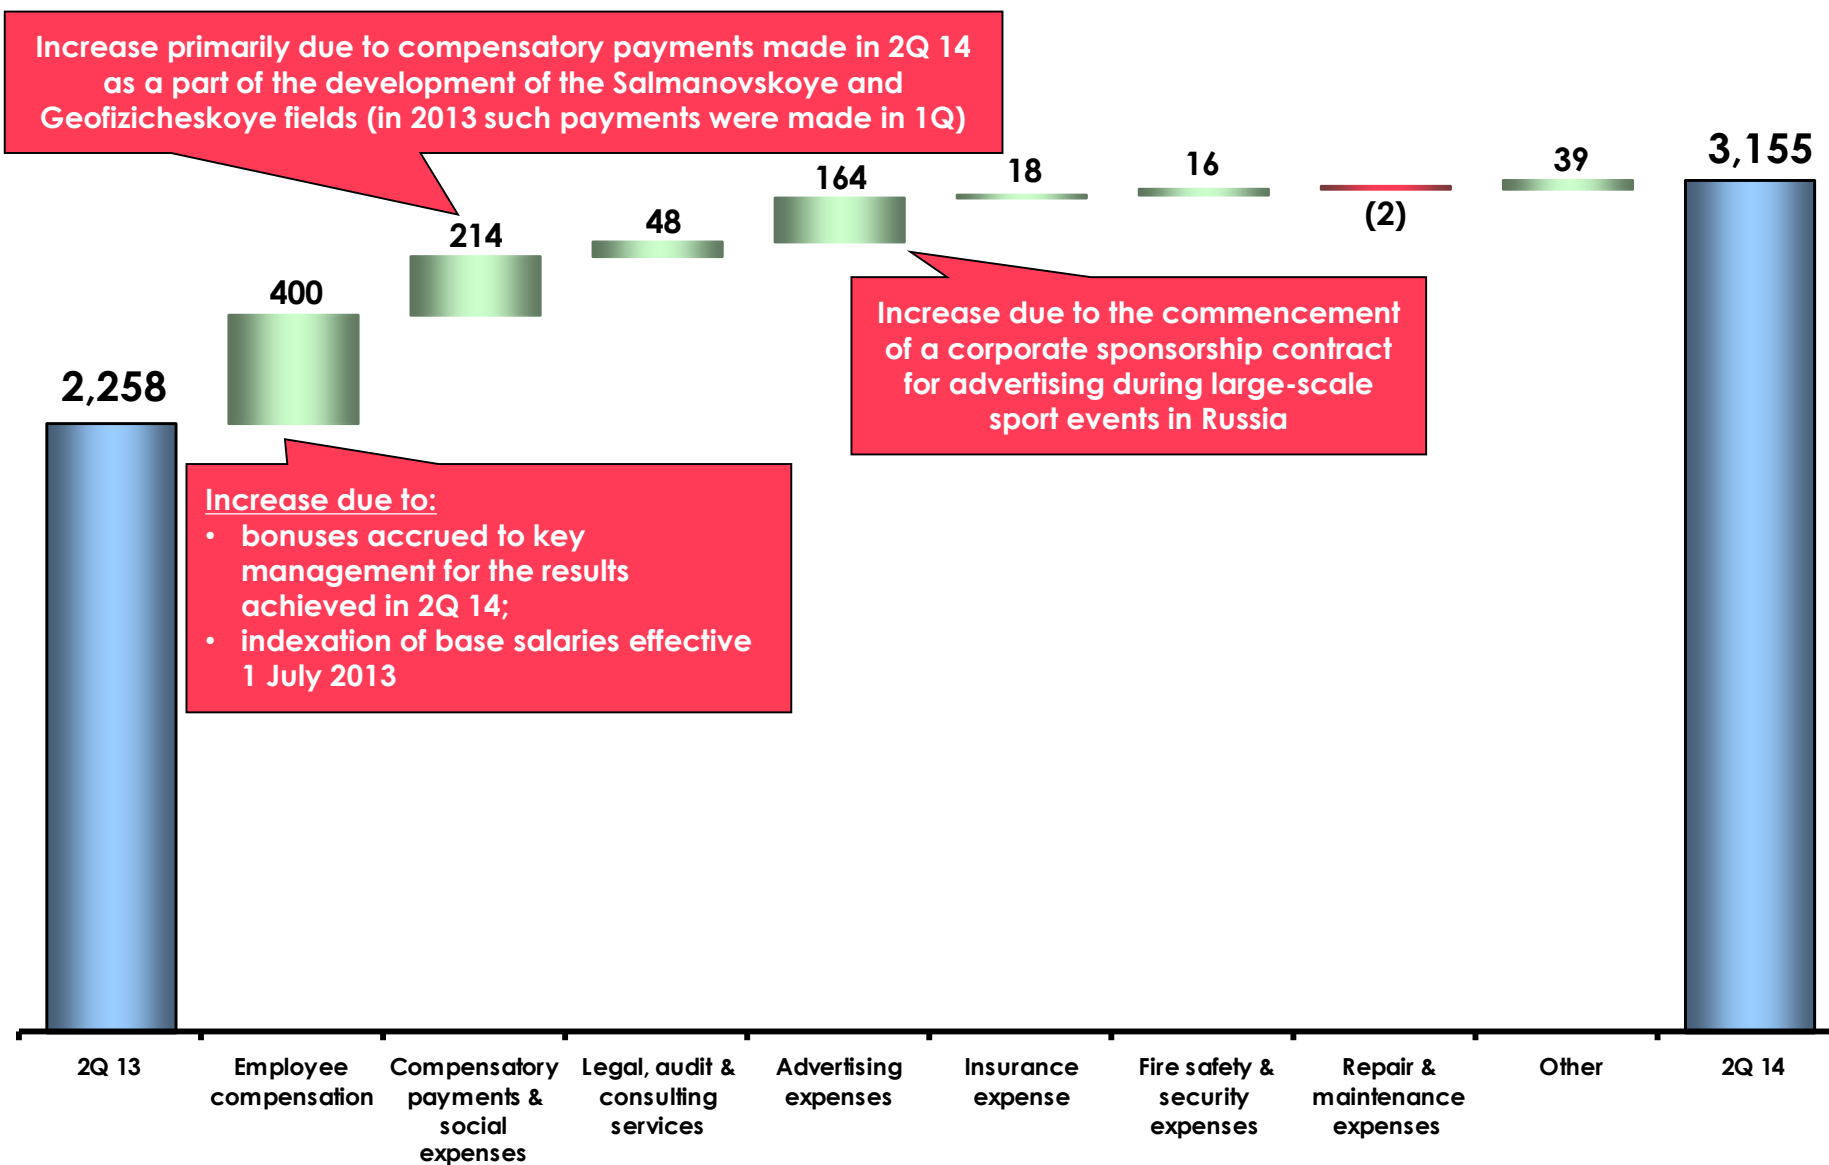 Increase primarily due to compensatory payments made in 2Q 14
as a part of the development of the Salmanovskoye and
Geofizicheskoye fields (in 2013 such payments were made in 1Q)
2,258
400
214
48
164
18
16
(2)
39
3,155
Increase due to the commencement
of a corporate sponsorship contract
for advertising during large-scale
sport events in Russia
Increase due to:
• bonuses accrued to key
management for the results
achieved in 2Q 14;
• indexation of base salaries effective
1 July 2013
2Q 13
Employee
compensation
Compensatory
payments &
social
expenses
Legal, audit &
consulting
services
Advertising
expenses
Insurance
expense
Fire safety &
security
expenses
Repair &
maintenance
expenses
Other
2Q 14